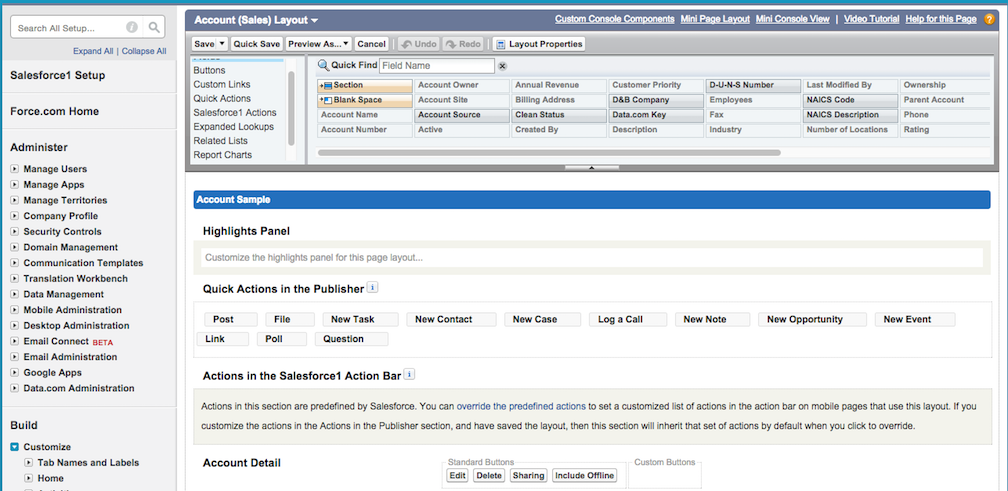 Search All Setup...
Expand All | Collapse All
Salesforce1 Setup
Force.com Home
Administer
Manage Users
Manage Apps
Manage Territories
Company Profile
Security Controls
Domain Management
Communication Templates
Translation Workbench
Data Management
Mobile Administration
Desktop Administration
Email Connect BETA
Email Administration
Google Apps
Data.com Administration
Build
Customize
Tab Names and Labels
Home
Account (Sales) Layout
Custom Console Components Mini Page Layout Mini Console View | Video Tutorial Help for this Page ?
Save Quick Save Preview As... Cancel Undo Redo Layout Properties
Fields
Buttons
Custom Links
Quick Actions
Salesforce1 Actions
Expanded Lookups
Related Lists
Report Charts
Quick Find Field Name
Section Account Owner Annual Revenue Customer Priority D-U-N-S Number Last Modified By Ownership
Blank Space Account Site Billing Address D&B Company Employees NAICS Code Parent Account
Account Name Account Source Clean Status Data.com Key Fax NAICS Description Phone
Account Number Active Created By Description Industry Number of Locations Rating
Account Sample
Highlights Panel
Customize the highlights panel for this page layout...
Quick Actions in the Publisher i
Post File New Task New Contact New Case Log a Call New Note New Opportunity New Event
Link Poll Question
Actions in the Salesforce1 Action Bar i
Actions in this section are predefined by Salesforce. You can override the predefined actions to set a customized list of actions in the action bar on mobile pages that use this layout. If you
customize the actions in the Actions in the Publisher section, and have saved the layout, then this section will inherit that set of actions by default when you click to override.
Account Detail
Standard Buttons
Edit Delete Sharing Include Offline
Custom Buttons